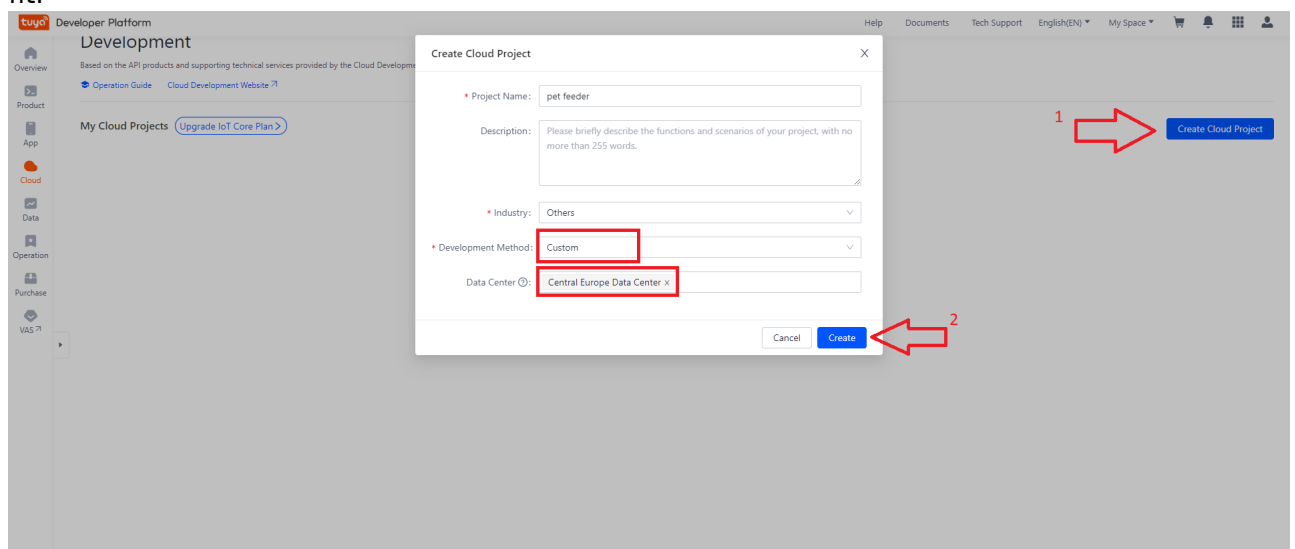 tuya Developer Platform
Help Documents Tech Support English(EN) My Space
Overview
Product
App
Cloud
Data
Operation
Purchase
VAS
Development
Based on the API products and supporting technical services provided by the Cloud Developme
Operation Guide Cloud Development Website
My Cloud Projects Upgrade IoT Core Plan >
1
Create Cloud Project
Create Cloud Project X
* Project Name: pet feeder
Description: Please briefly describe the functions and scenarios of your project, with no
more than 255 words.
* Industry: Others
* Development Method: Custom
Data Center ?: Central Europe Data Center x
Cancel Create
2